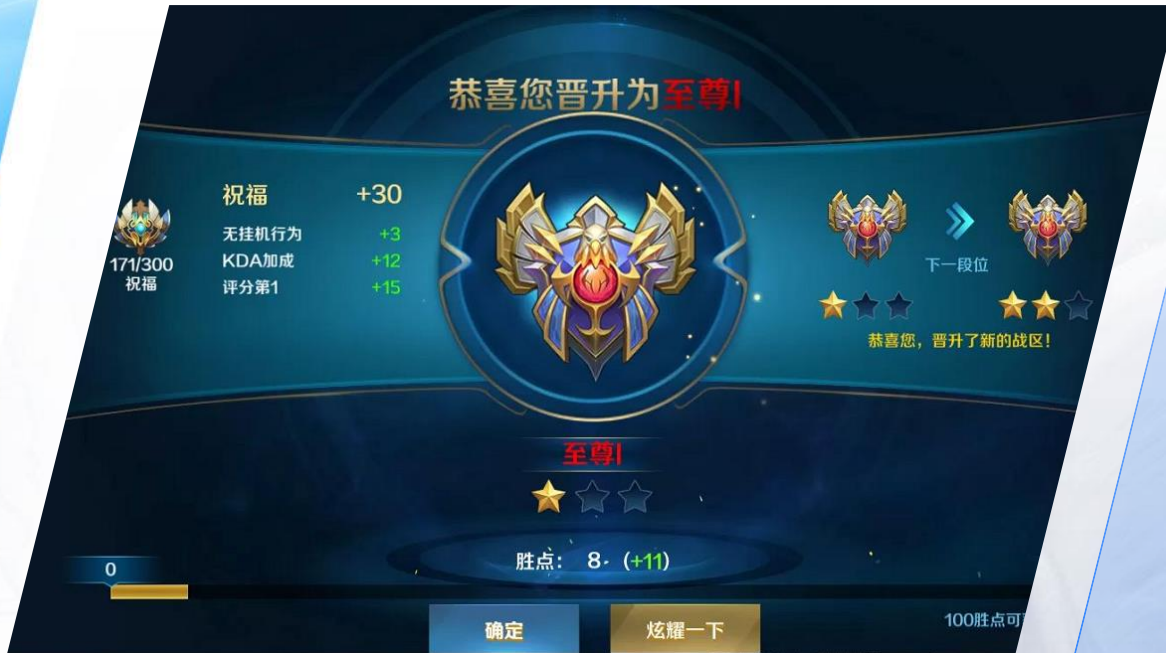 恭喜您晋升为至尊I
祝福 +30
无挂机行为 +3
KDA加成 +12
评分第1 +15
171/300
祝福
下一段位
恭喜您，晋升了新的战区！
至尊I
胜点： 8 (+11)
0
100胜点可
确定
炫耀一下